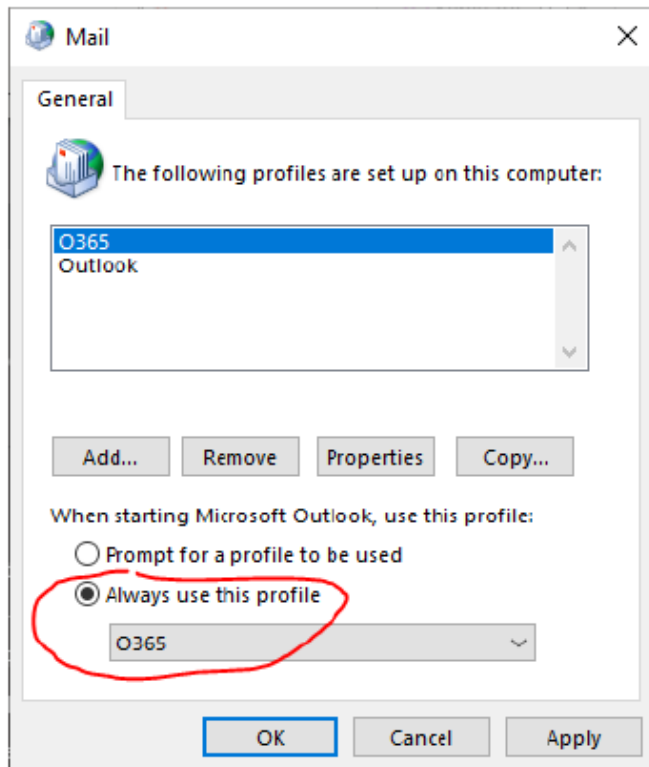 Mail
General
The following profiles are set up on this computer:
O365
Outlook
Add... Remove Properties Copy...
When starting Microsoft Outlook, use this profile:
Prompt for a profile to be used
Always use this profile
O365
OK Cancel Apply